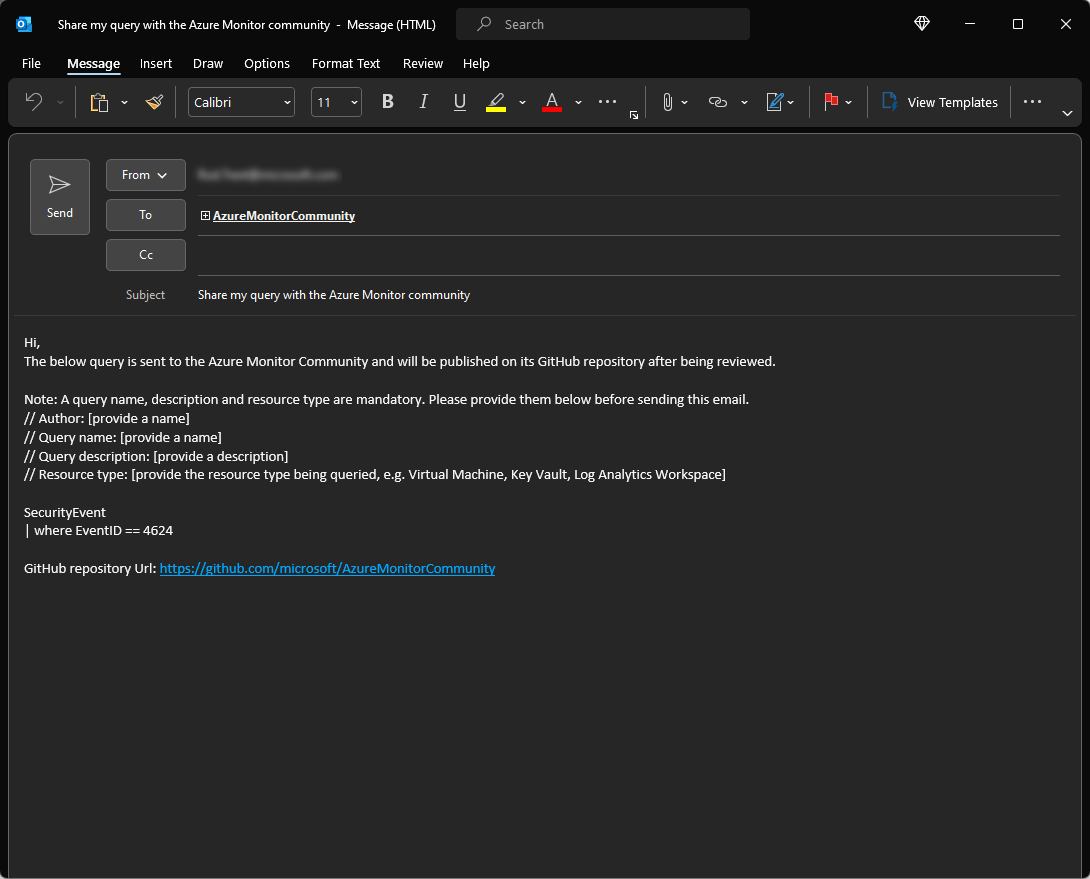 Share my query with the Azure Monitor community - Message (HTML)
Search
File Message Insert Draw Options Format Text Review Help
Calibri 11 B I U A View Templates
Send
From
To
AzureMonitorCommunity
Cc
Subject Share my query with the Azure Monitor community
Hi,
The below query is sent to the Azure Monitor Community and will be published on its GitHub repository after being reviewed.
Note: A query name, description and resource type are mandatory. Please provide them below before sending this email.
// Author: [provide a name]
// Query name: [provide a name]
// Query description: [provide a description]
// Resource type: [provide the resource type being queried, e.g. Virtual Machine, Key Vault, Log Analytics Workspace]
SecurityEvent
| where EventID == 4624
GitHub repository Url: https://github.com/microsoft/AzureMonitorCommunity